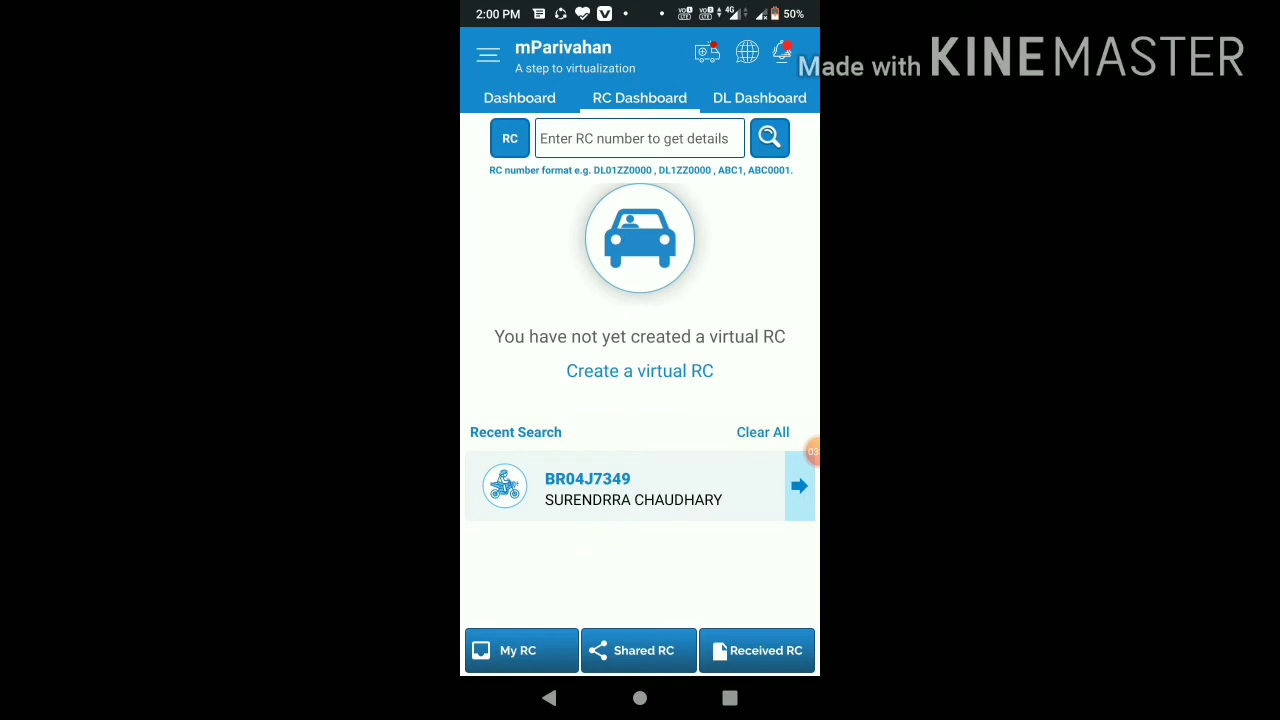 2:00 PM
50%
4G
mParivahan
A step to virtualization
Made with KINEMASTER
Dashboard
RC Dashboard
DL Dashboard
RC
Enter RC number to get details
RC number format e.g. DL01ZZ0000 , DL1ZZ0000 , ABC1, ABC0001.
You have not yet created a virtual RC
Create a virtual RC
Recent Search
Clear All
BR04J7349
SURENDRRA CHAUDHARY
My RC
Shared RC
Received RC